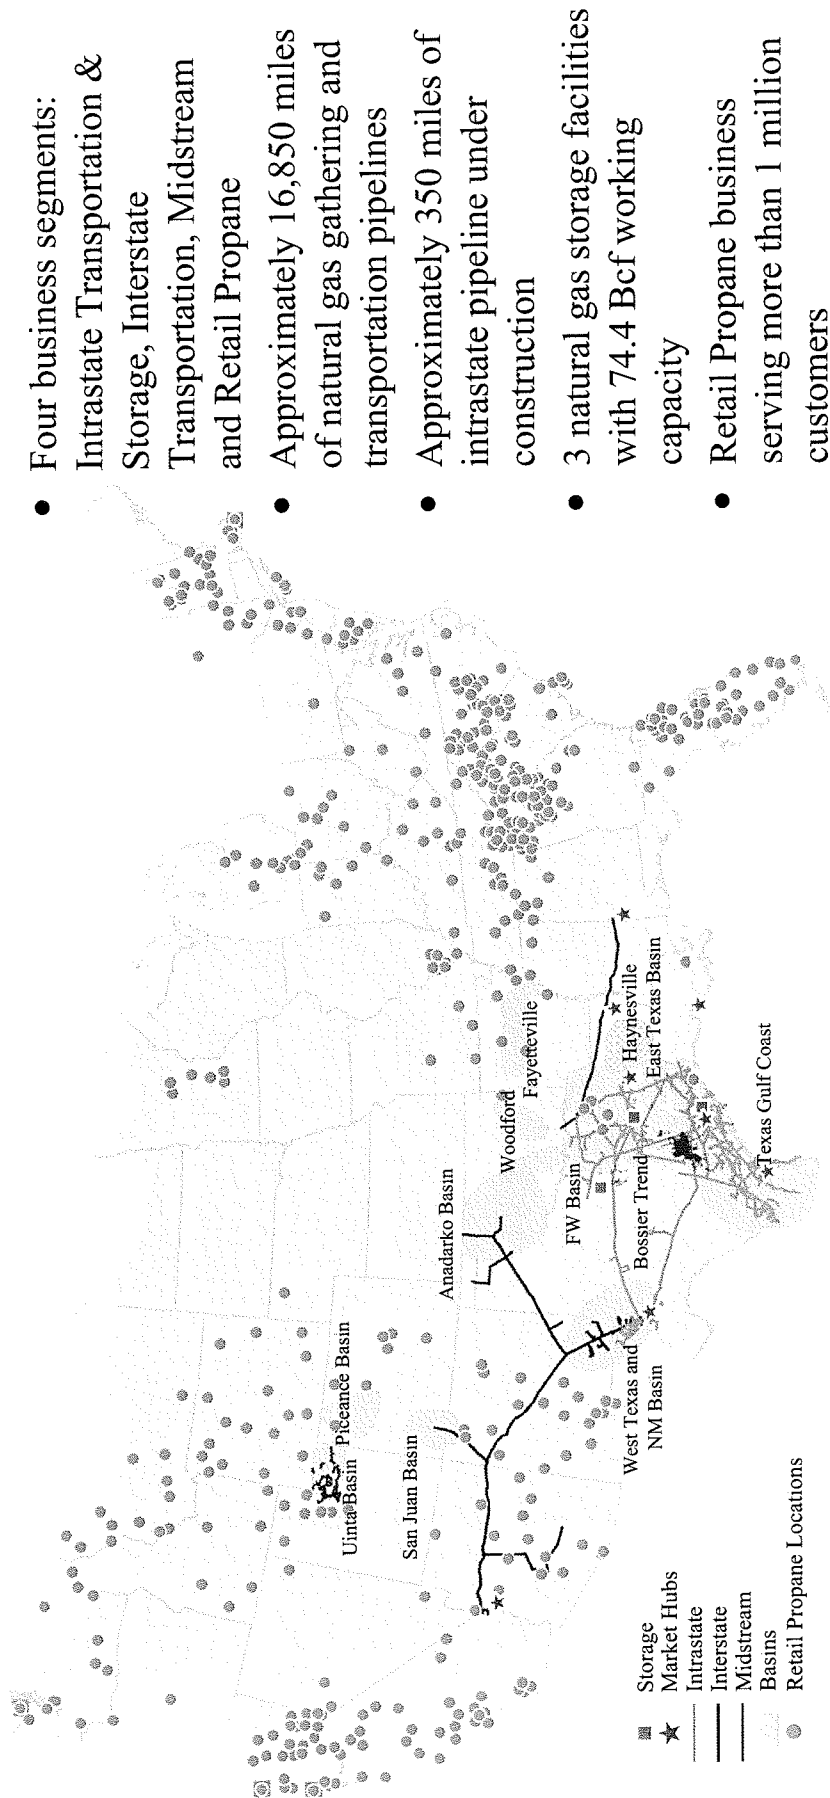 ● Four business segments:
Intrastate Transportation &
Storage, Interstate
Transportation, Midstream
and Retail Propane
● Approximately 16,850 miles
of natural gas gathering and
transportation pipelines
● Approximately 350 miles of
intrastate pipeline under
construction
● 3 natural gas storage facilities
with 74.4 Bcf working
capacity
● Retail Propane business
serving more than 1 million
customers
Uinta Basin
Piceance Basin
San Juan Basin
Anadarko Basin
Woodford
Fayetteville
FW Basin
Bossier Trend
Haynesville
East Texas Basin
West Texas and
NM Basin
Texas Gulf Coast
Storage
Market Hubs
Intrastate
Interstate
Midstream
Basins
Retail Propane Locations